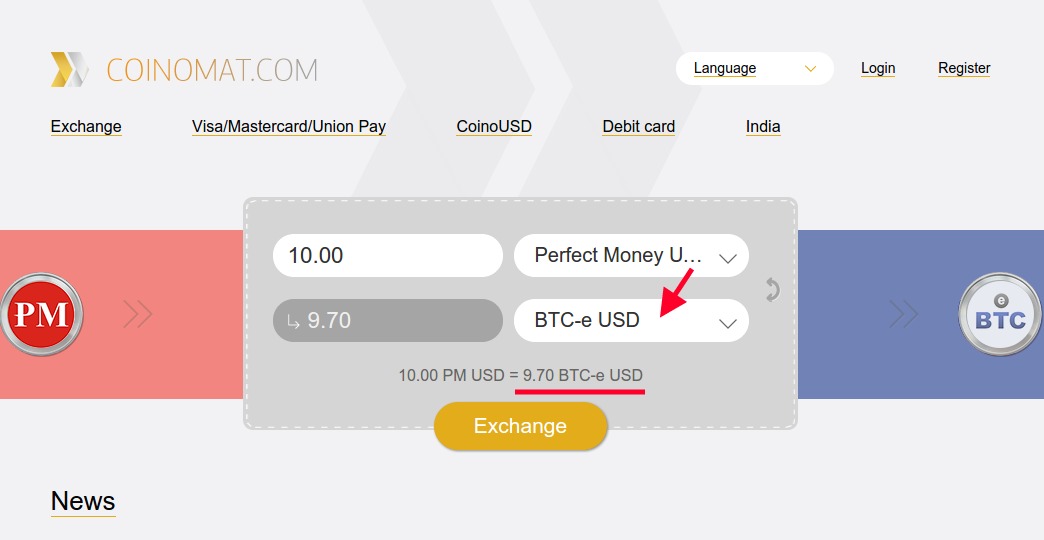 COINOMAT.COM
Language
Login
Register
Exchange
Visa/Mastercard/Union Pay
CoinoUSD
Debit card
India
10.00
Perfect Money U...
PM
9.70
BTC-e USD
e
BTC
10.00 PM USD = 9.70 BTC-e USD
Exchange
News